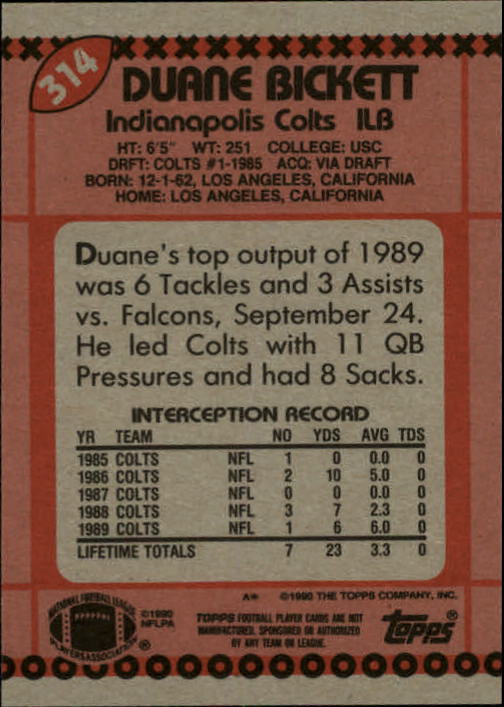 314
DUANE BICKETT
Indianapolis Colts ILB
HT: 6'5" WT: 251 COLLEGE: USC
DRFT: COLTS #1-1985 ACQ: VIA DRAFT
BORN: 12-1-62, LOS ANGELES, CALIFORNIA
HOME: LOS ANGELES, CALIFORNIA
Duane's top output of 1989
was 6 Tackles and 3 Assists
vs. Falcons, September 24.
He led Colts with 11 QB
Pressures and had 8 Sacks.
INTERCEPTION RECORD
YR TEAM NO YDS AVG TDS
1985 COLTS NFL 1 0 0.0 0
1986 COLTS NFL 2 10 5.0 0
1987 COLTS NFL 0 0 0.0 0
1988 COLTS NFL 3 7 2.3 0
1989 COLTS NFL 1 6 6.0 0
LIFETIME TOTALS 7 23 3.3 0
A* ©1990 THE TOPPS COMPANY, INC.
NATIONAL FOOTBALL LEAGUE
PLAYERS ASSOCIATION
®
©1990
NFLPA
TOPPS FOOTBALL PLAYER CARDS ARE NOT
MANUFACTURED, SPONSORED OR AUTHORIZED
BY ANY TEAM OR LEAGUE.
topps®